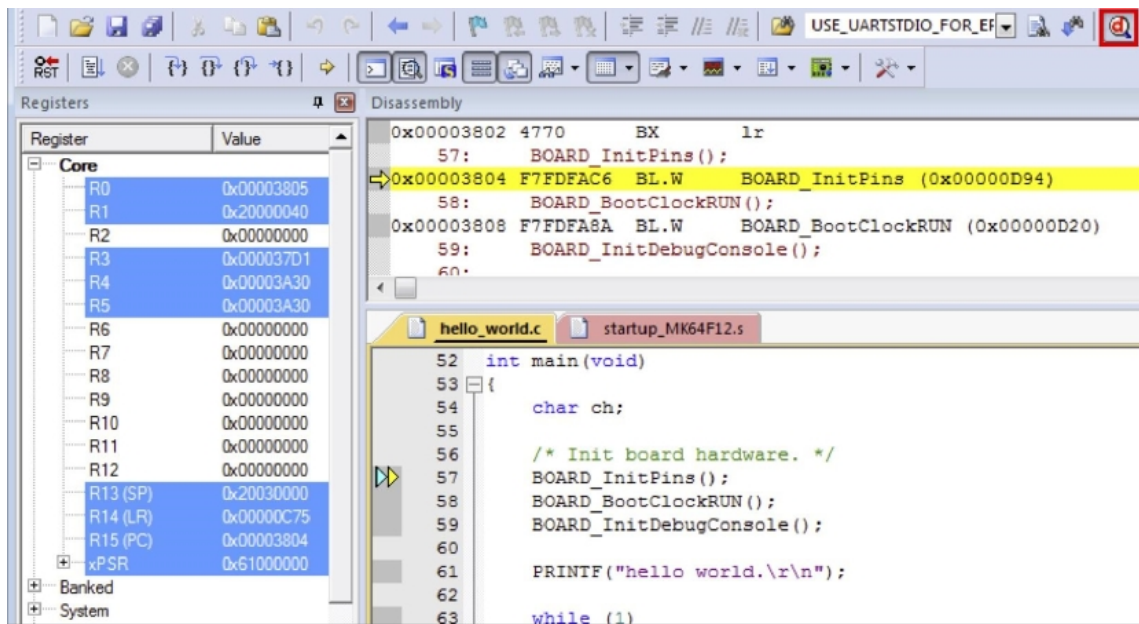 USE_UARTSTDIO_FOR_EF
RST
Registers
Register Value
Core
R0 0x00003805
R1 0x20000040
R2 0x00000000
R3 0x000037D1
R4 0x00003A30
R5 0x00003A30
R6 0x00000000
R7 0x00000000
R8 0x00000000
R9 0x00000000
R10 0x00000000
R11 0x00000000
R12 0x00000000
R13 (SP) 0x20030000
R14 (LR) 0x00000C75
R15 (PC) 0x00003804
xPSR 0x61000000
Banked
System
Disassembly
0x00003802 4770 BX lr
57: BOARD_InitPins();
0x00003804 F7FDFAC6 BL.W BOARD_InitPins (0x00000D94)
58: BOARD_BootClockRUN();
0x00003808 F7FDFA8A BL.W BOARD_BootClockRUN (0x00000D20)
59: BOARD_InitDebugConsole();
60:
hello_world.c startup_MK64F12.s
52 int main(void)
53 {
54 char ch;
55
56 /* Init board hardware. */
57 BOARD_InitPins();
58 BOARD_BootClockRUN();
59 BOARD_InitDebugConsole();
60
61 PRINTF("hello world.\r\n");
62
63 while (1)